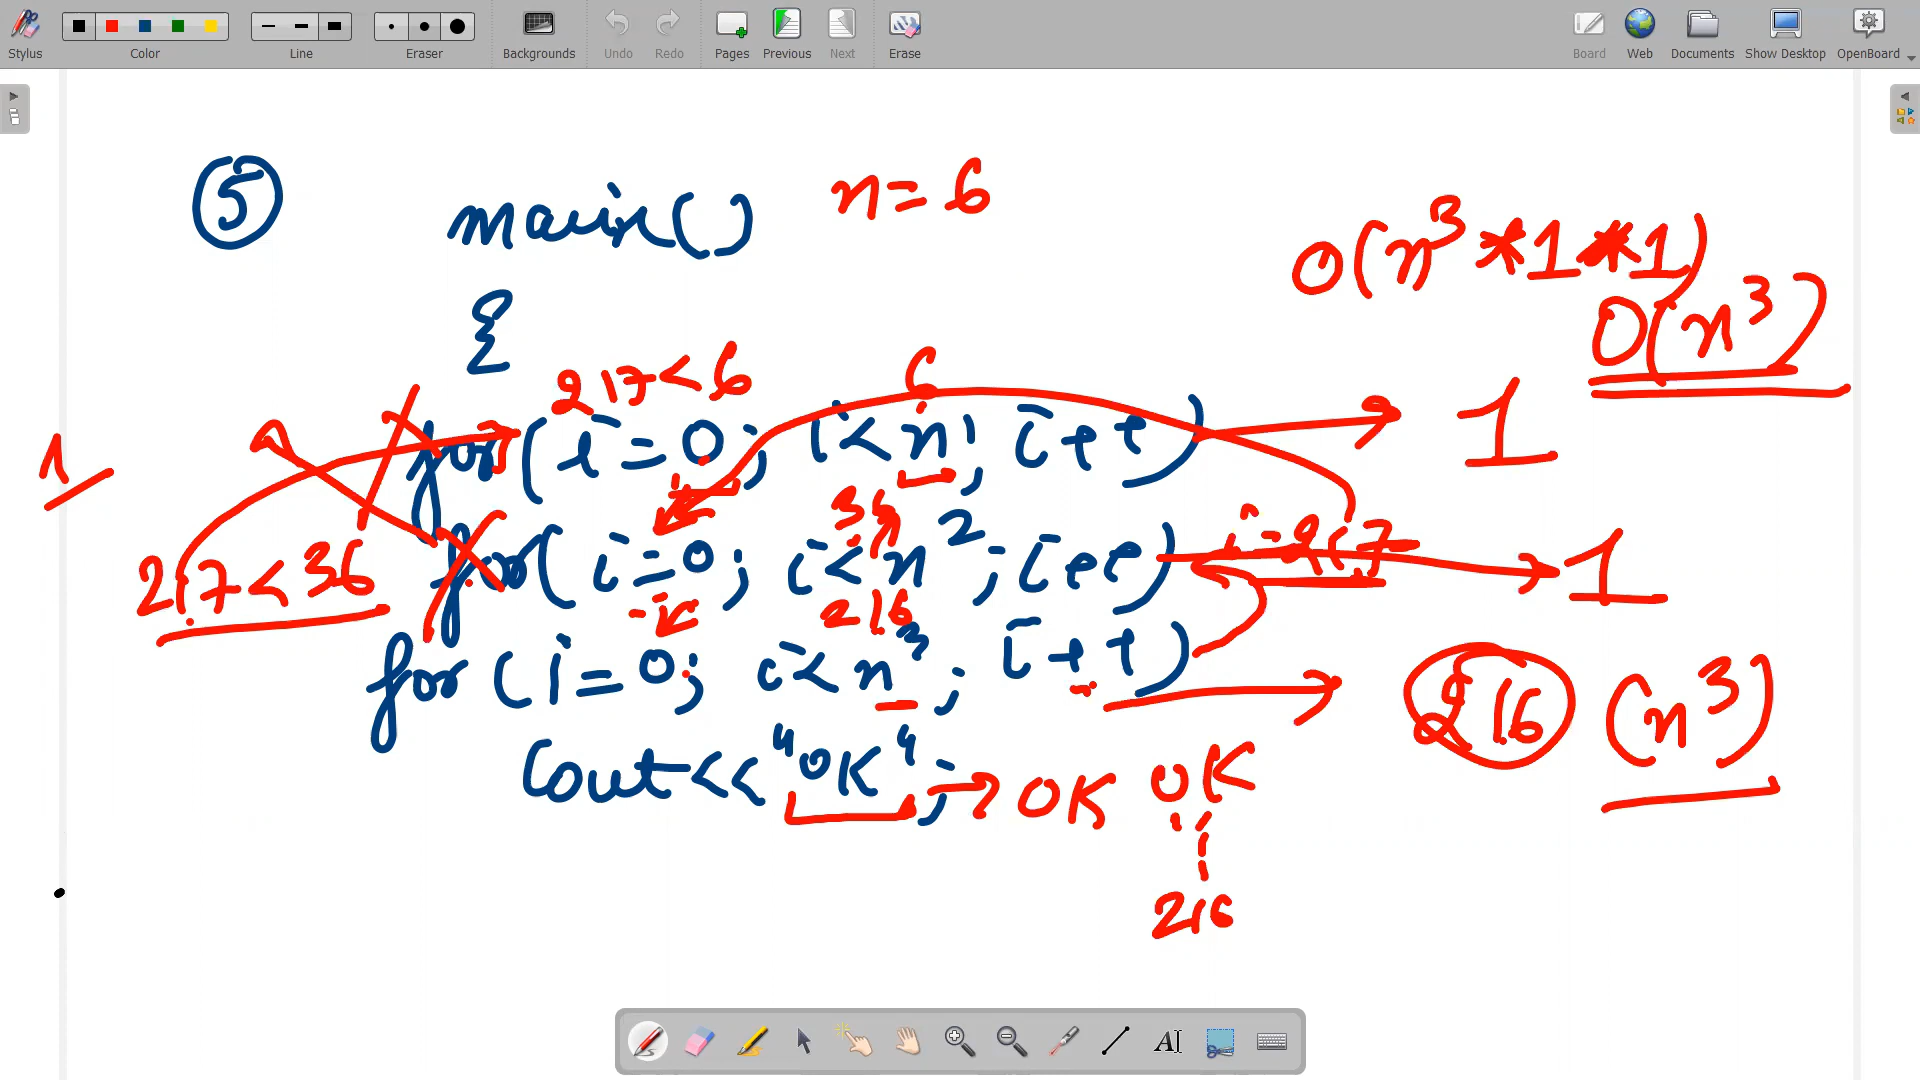 Stylus Color Line Eraser Backgrounds Undo Redo Pages Previous Next Erase Board Web Documents Show Desktop OpenBoard
5 main() n = 6
O(n³ * 1 * 1)
{
O(n³)
217 < 6 6
for(i=0; i<n; i++) 1
1
36
for(i=0; i<n²; i++) i = 217 1
217 < 36
216
for(i=0; i<n³; i++) 216 (n³)
Cout<<"OK"; OK OK
216